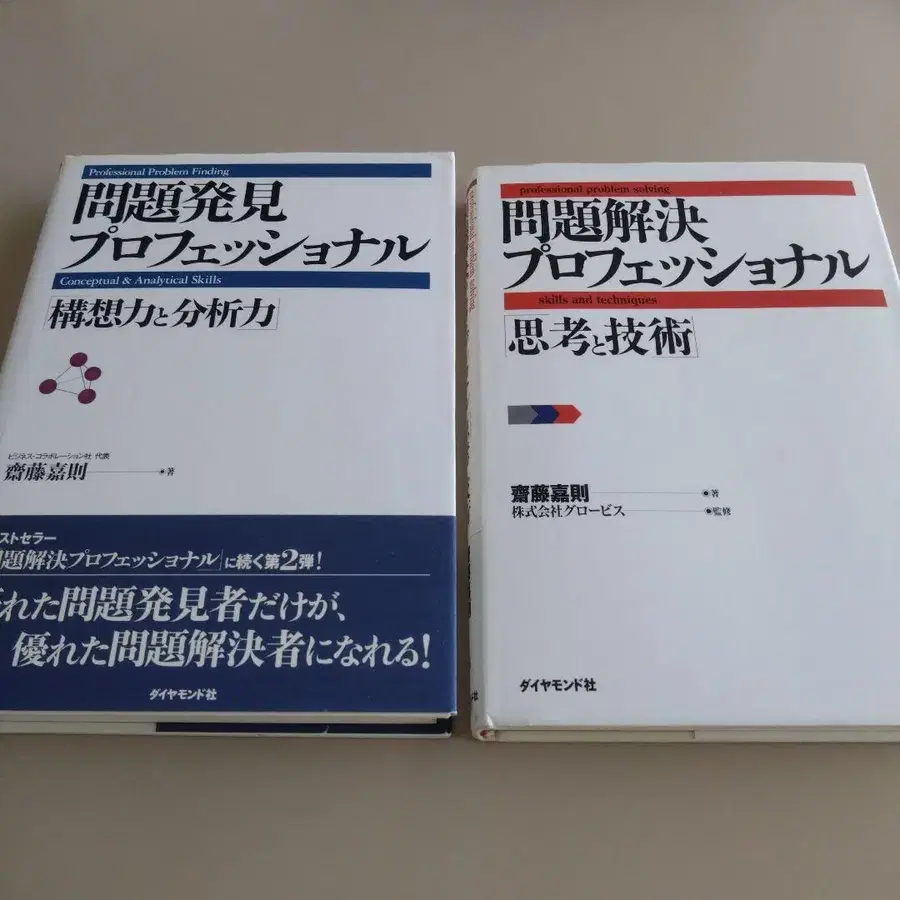 Professional Problem Finding
問題発見
プロフェッショナル
Conceptual & Analytical Skills
「構想力と分析力」
ビジネス・コラボレーション社 代表
齋藤嘉則 ●著
ストセラー
題解決プロフェッショナル」に続く第2弾!
れた問題発見者だけが、
優れた問題解決者になれる!
ダイヤモンド社
professional problem solving
問題解決
プロフェッショナル
skills and techniques
「思考と技術」
齋藤嘉則 ●著
株式会社グロービス ●監修
ダイヤモンド社